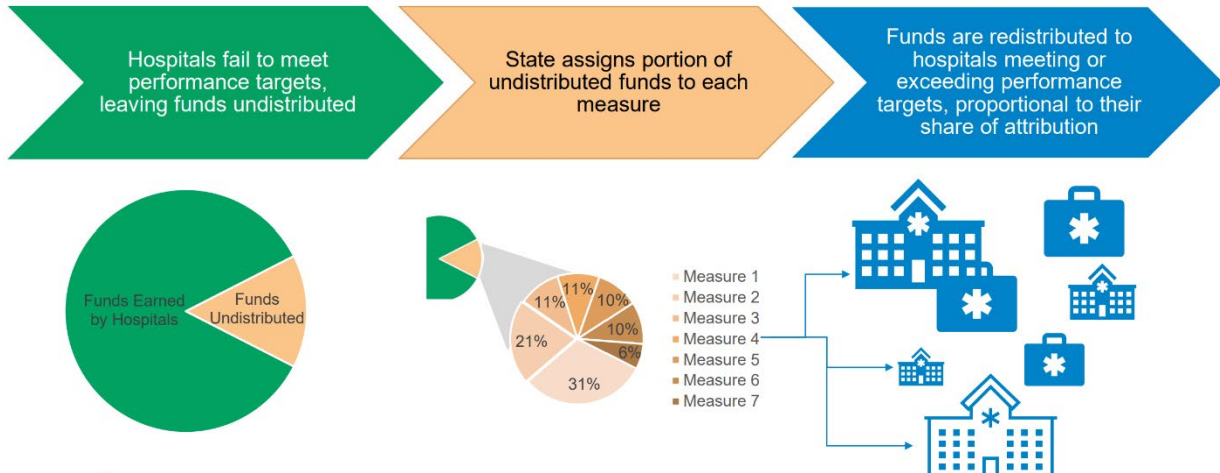 Hospitals fail to meet
performance targets,
leaving funds undistributed
State assigns portion of
undistributed funds to each
measure
Funds are redistributed to
hospitals meeting or
exceeding performance
targets, proportional to their
share of attribution
Funds Earned
by Hospitals
Funds
Undistributed
11%
11%
10%
10%
6%
21%
31%
Measure 1
Measure 2
Measure 3
Measure 4
Measure 5
Measure 6
Measure 7